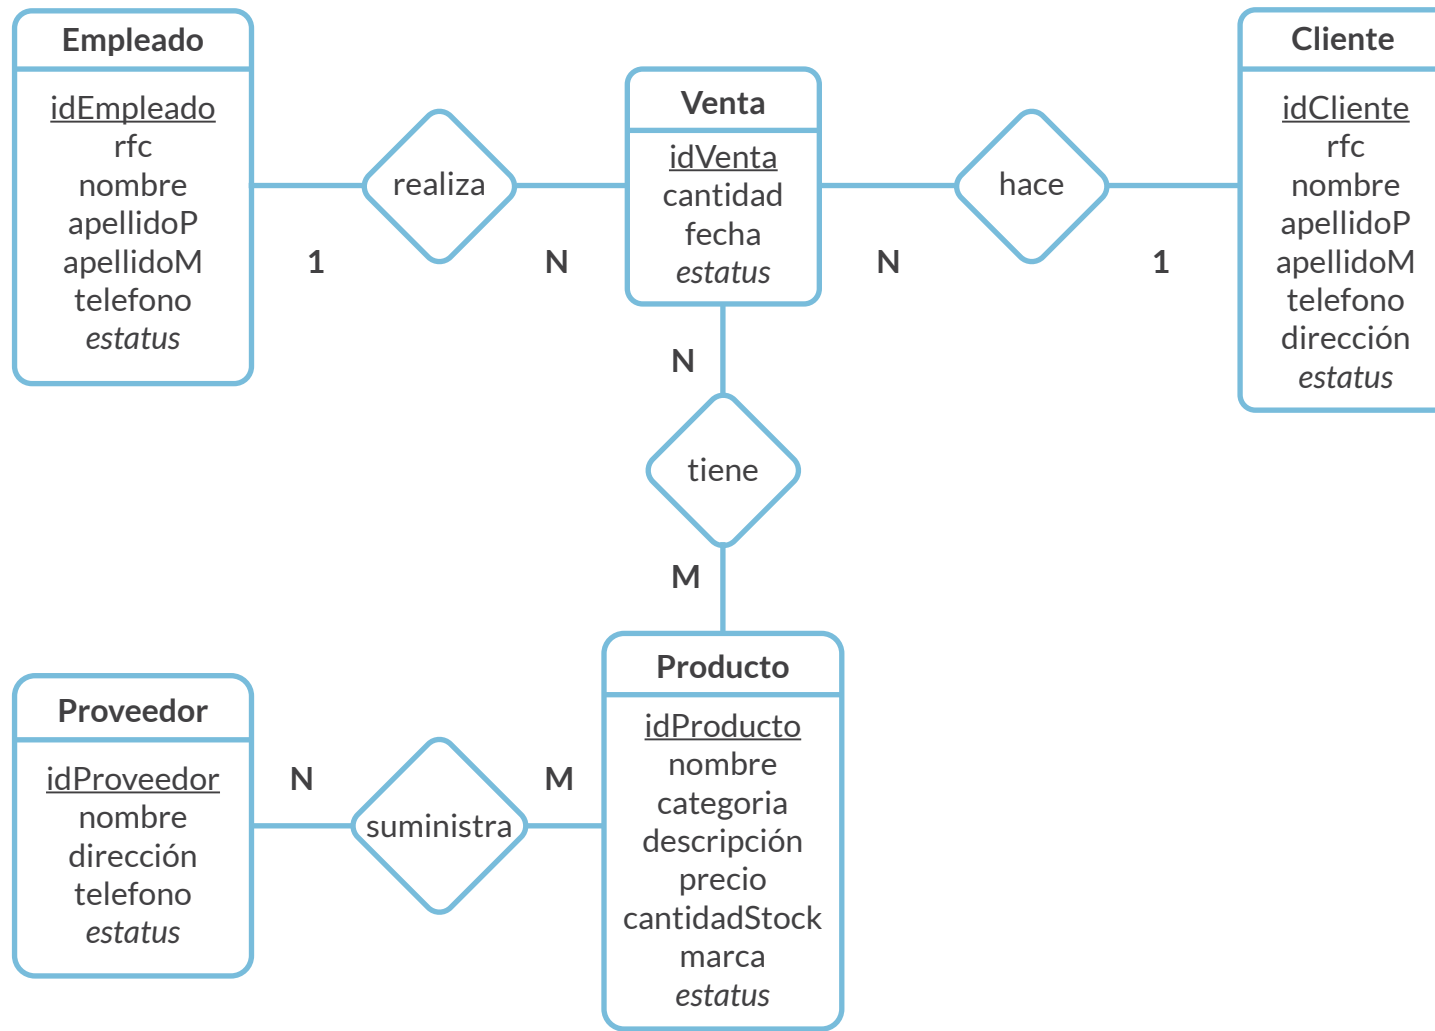 Empleado
idEmpleado
rfc
nombre
apellidoP
apellidoM
telefono
estatus
1
realiza
N
Venta
idVenta
cantidad
fecha
estatus
N
hace
1
Cliente
idCliente
rfc
nombre
apellidoP
apellidoM
telefono
dirección
estatus
N
tiene
M
Proveedor
idProveedor
nombre
dirección
telefono
estatus
N
suministra
M
Producto
idProducto
nombre
categoria
descripción
precio
cantidadStock
marca
estatus